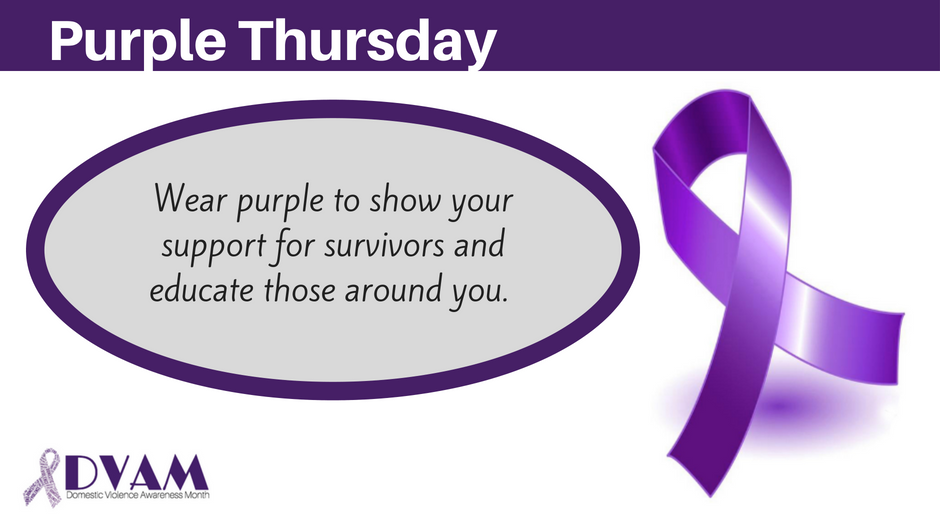 Purple Thursday
Wear purple to show your
support for survivors and
educate those around you.
DVAM
Domestic Violence Awareness Month